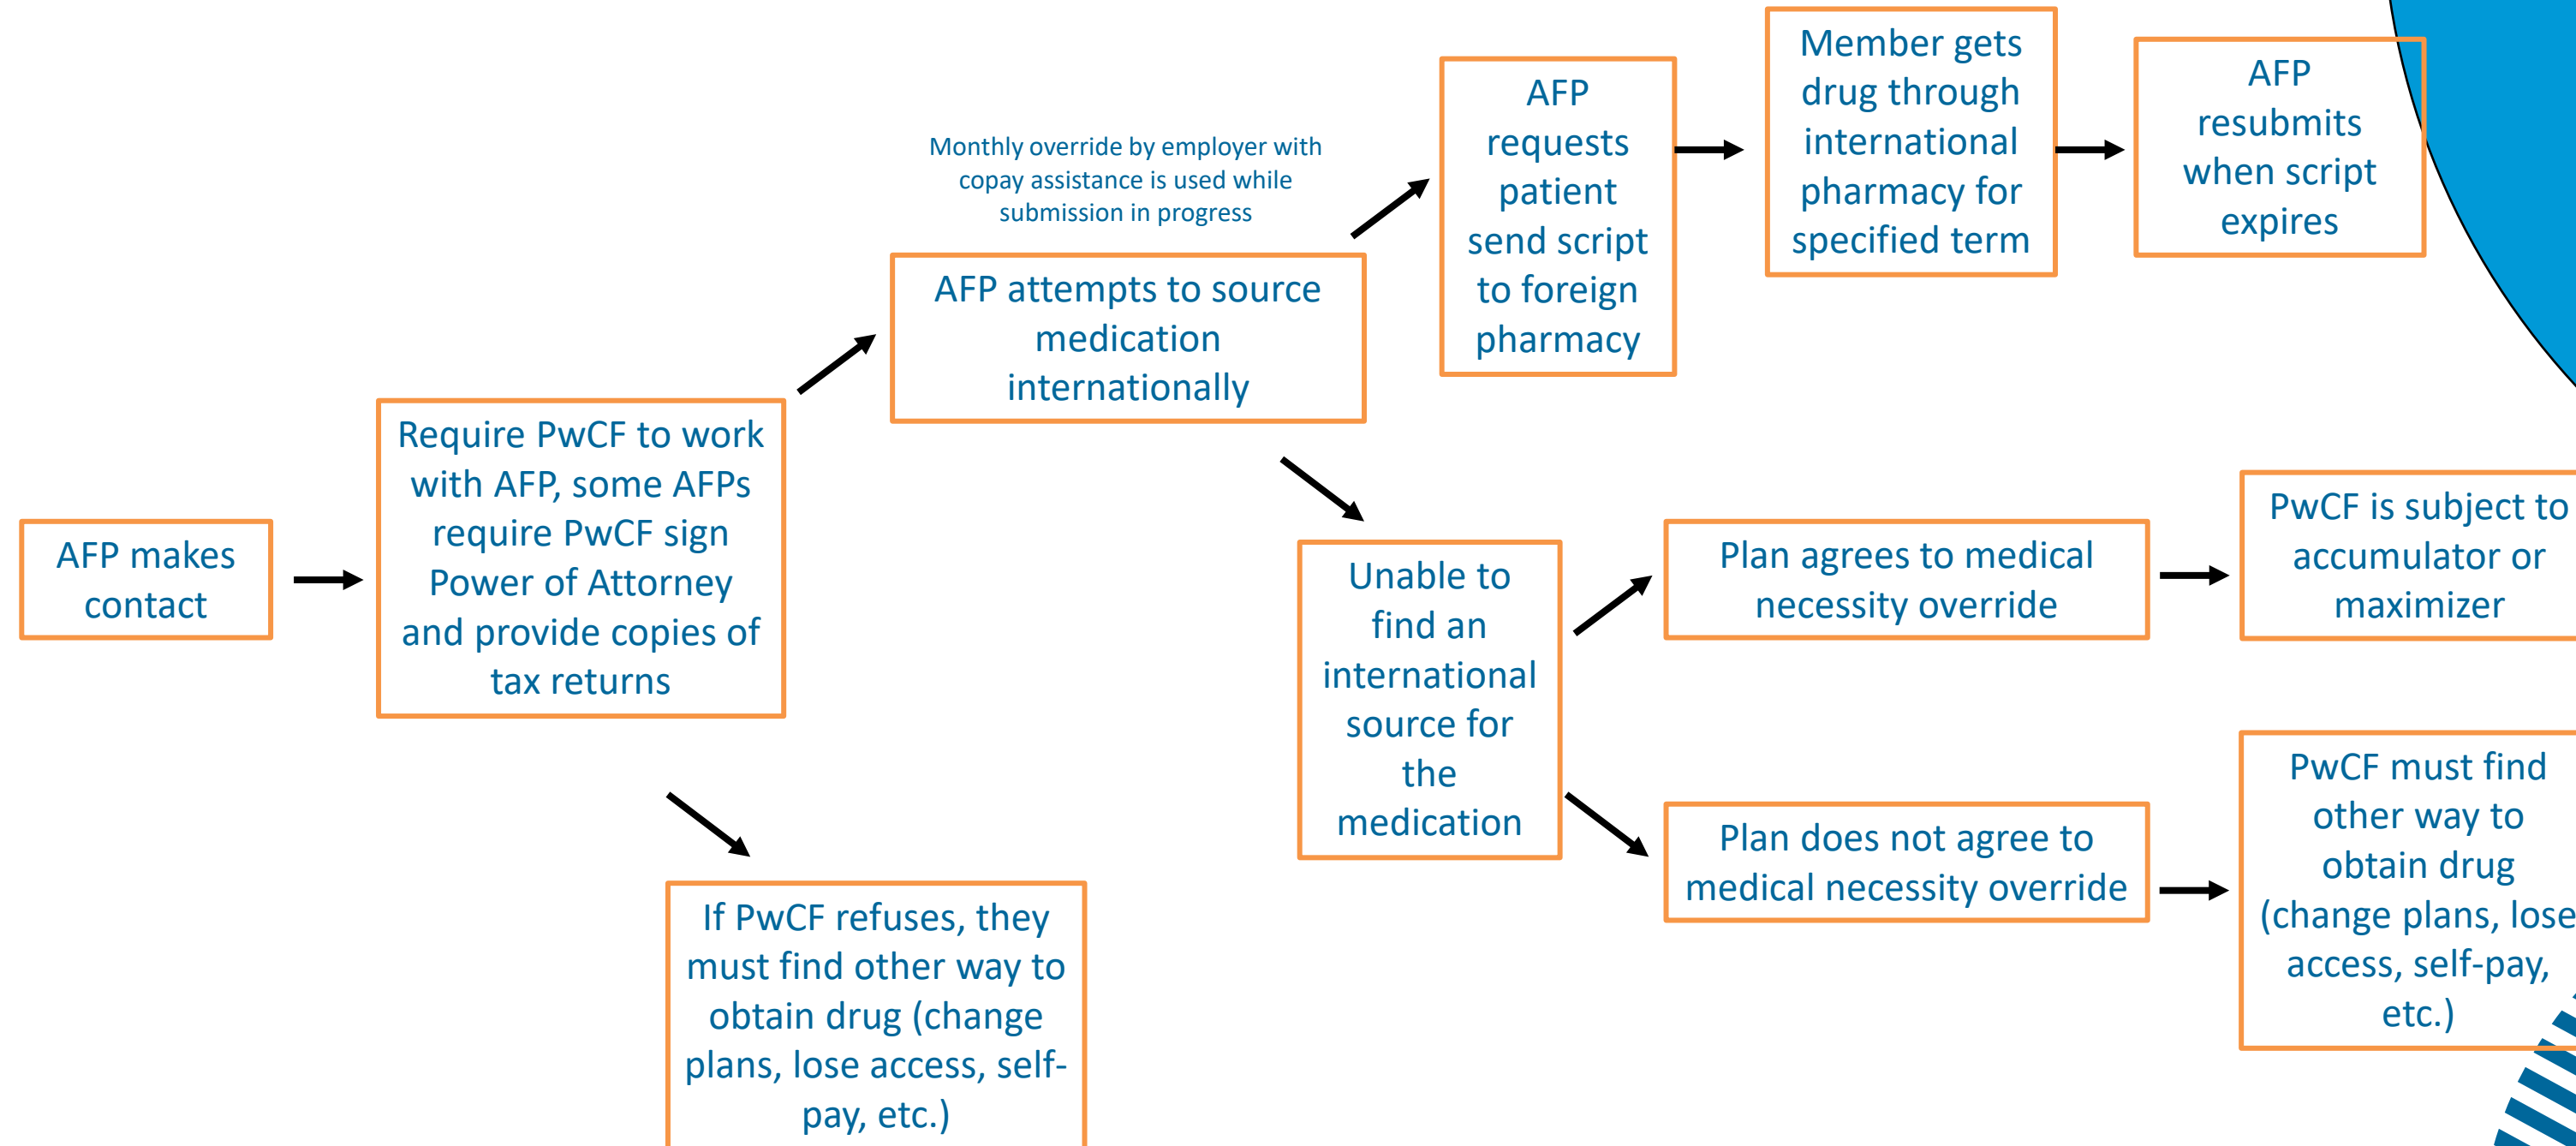 AFP makes
contact
Require PwCF to work
with AFP, some AFPs
require PwCF sign
Power of Attorney
and provide copies of
tax returns
If PwCF refuses, they
must find other way to
obtain drug (change
plans, lose access, self-
pay, etc.)
Monthly override by employer with
copay assistance is used while
submission in progress
AFP attempts to source
medication
internationally
AFP
requests
patient
send script
to foreign
pharmacy
Member gets
drug through
international
pharmacy for
specified term
AFP
resubmits
when script
expires
Unable to
find an
international
source for
the
medication
Plan agrees to medical
necessity override
PwCF is subject to
accumulator or
maximizer
Plan does not agree to
medical necessity override
PwCF must find
other way to
obtain drug
(change plans, lose
access, self-pay,
etc.)